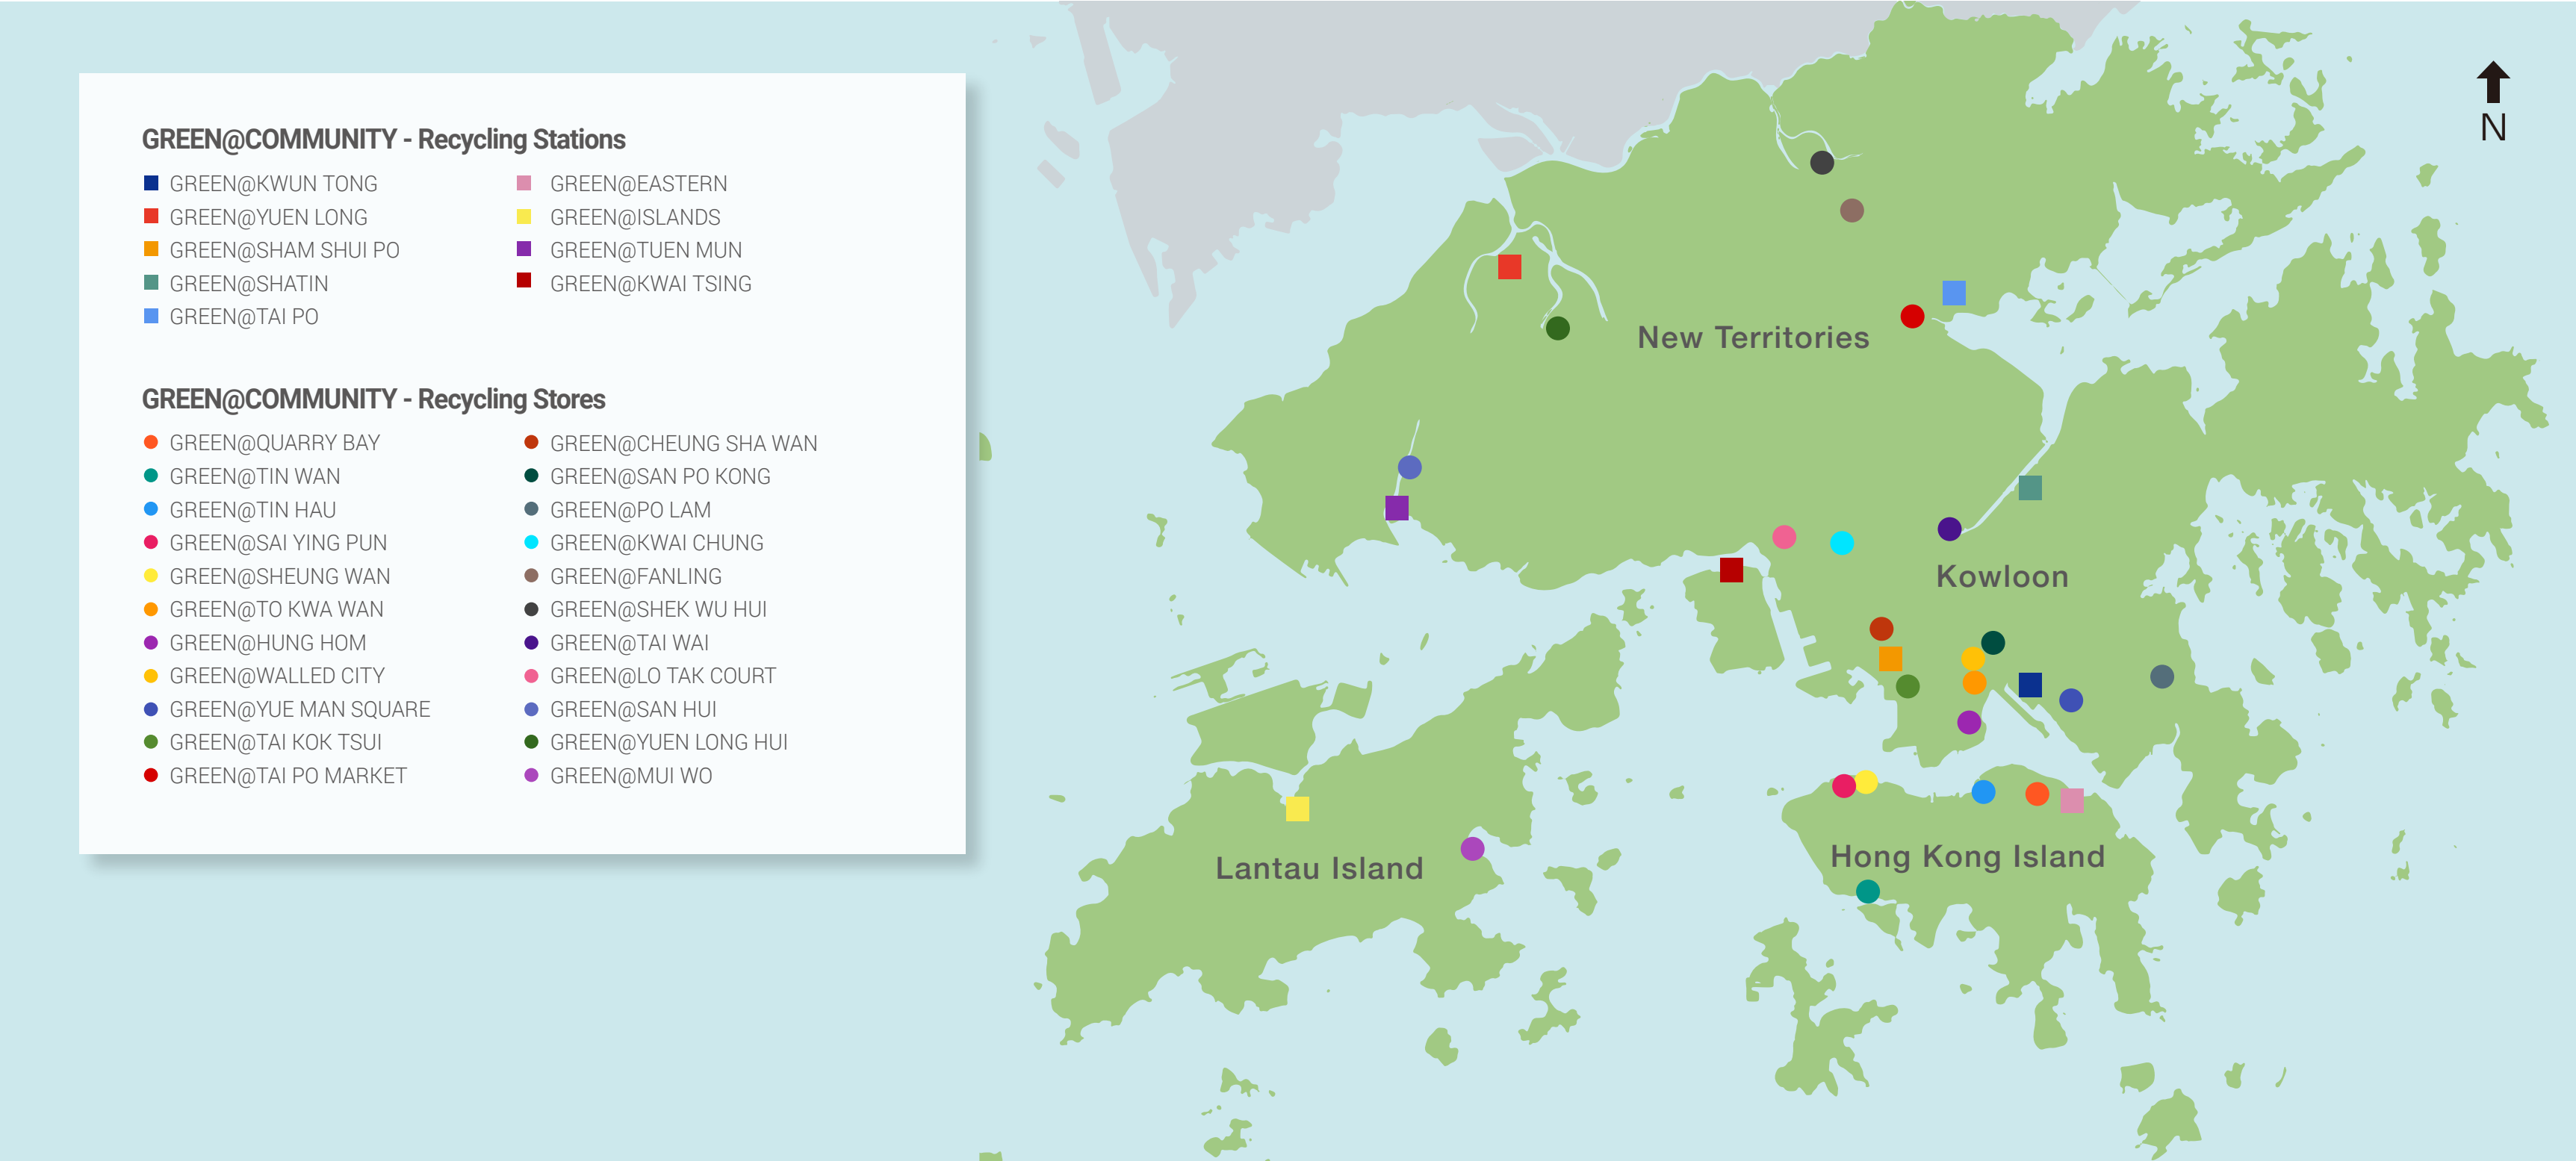 GREEN@COMMUNITY - Recycling Stations
GREEN@KWUN TONG
GREEN@YUEN LONG
GREEN@SHAM SHUI PO
GREEN@SHATIN
GREEN@TAI PO
GREEN@EASTERN
GREEN@ISLANDS
GREEN@TUEN MUN
GREEN@KWAI TSING
GREEN@COMMUNITY - Recycling Stores
GREEN@QUARRY BAY
GREEN@TIN WAN
GREEN@TIN HAU
GREEN@SAI YING PUN
GREEN@SHEUNG WAN
GREEN@TO KWA WAN
GREEN@HUNG HOM
GREEN@WALLED CITY
GREEN@YUE MAN SQUARE
GREEN@TAI KOK TSUI
GREEN@TAI PO MARKET
GREEN@CHEUNG SHA WAN
GREEN@SAN PO KONG
GREEN@PO LAM
GREEN@KWAI CHUNG
GREEN@FANLING
GREEN@SHEK WU HUI
GREEN@TAI WAI
GREEN@LO TAK COURT
GREEN@SAN HUI
GREEN@YUEN LONG HUI
GREEN@MUI WO
N
New Territories
Kowloon
Hong Kong Island
Lantau Island